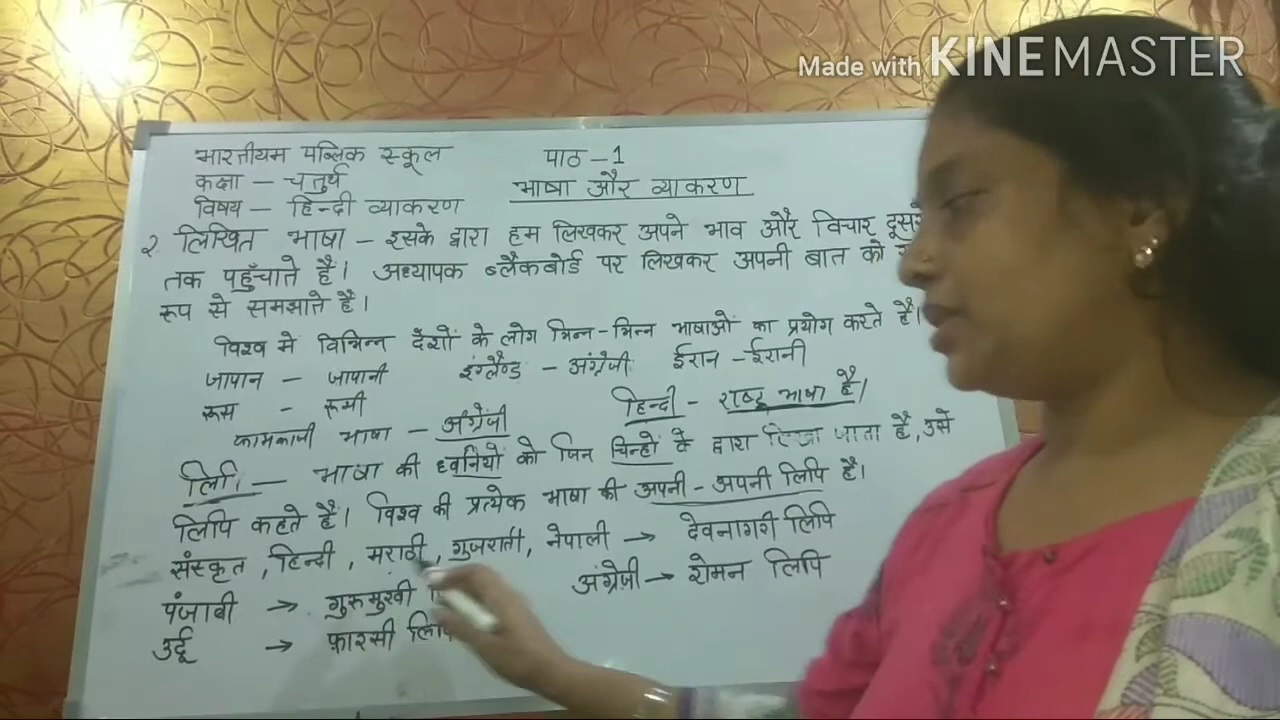 Made with KINEMASTER
भारतीयम पब्लिक स्कूल
पाठ -1
कक्षा - चतुर्थ
भाषा और व्याकरण
विषय - हिन्दी व्याकरण
2. लिखित भाषा - इसके द्वारा हम लिखकर अपने भाव और विचार दूसरों
तक पहुँचाते है। अध्यापक ब्लैकबोर्ड पर लिखकर अपनी बात को
रूप से समझाते है।
विश्व मे विभिन्न देशों के लोग भिन्न-भिन्न भाषाओं का प्रयोग करते है।
जापान - जापानी इंग्लैण्ड - अंग्रेजी ईरान - ईरानी
रूस - रूसी हिन्दी - राष्ट्र भाषा है।
कामकाजी भाषा - अंग्रेजी
लिपि - भाषा की ध्वनियो को जिन चिन्हो के द्वारा लिखा जाता है, उसे
लिपि कहते है। विश्व की प्रत्येक भाषा की अपनी-अपनी लिपि है।
संस्कृत, हिन्दी, मराठी, गुजराती, नेपाली → देवनागरी लिपि
पंजाबी → गुरुमुखी अंग्रेज़ी → रोमन लिपि
उर्दू → फ़ारसी लिपि